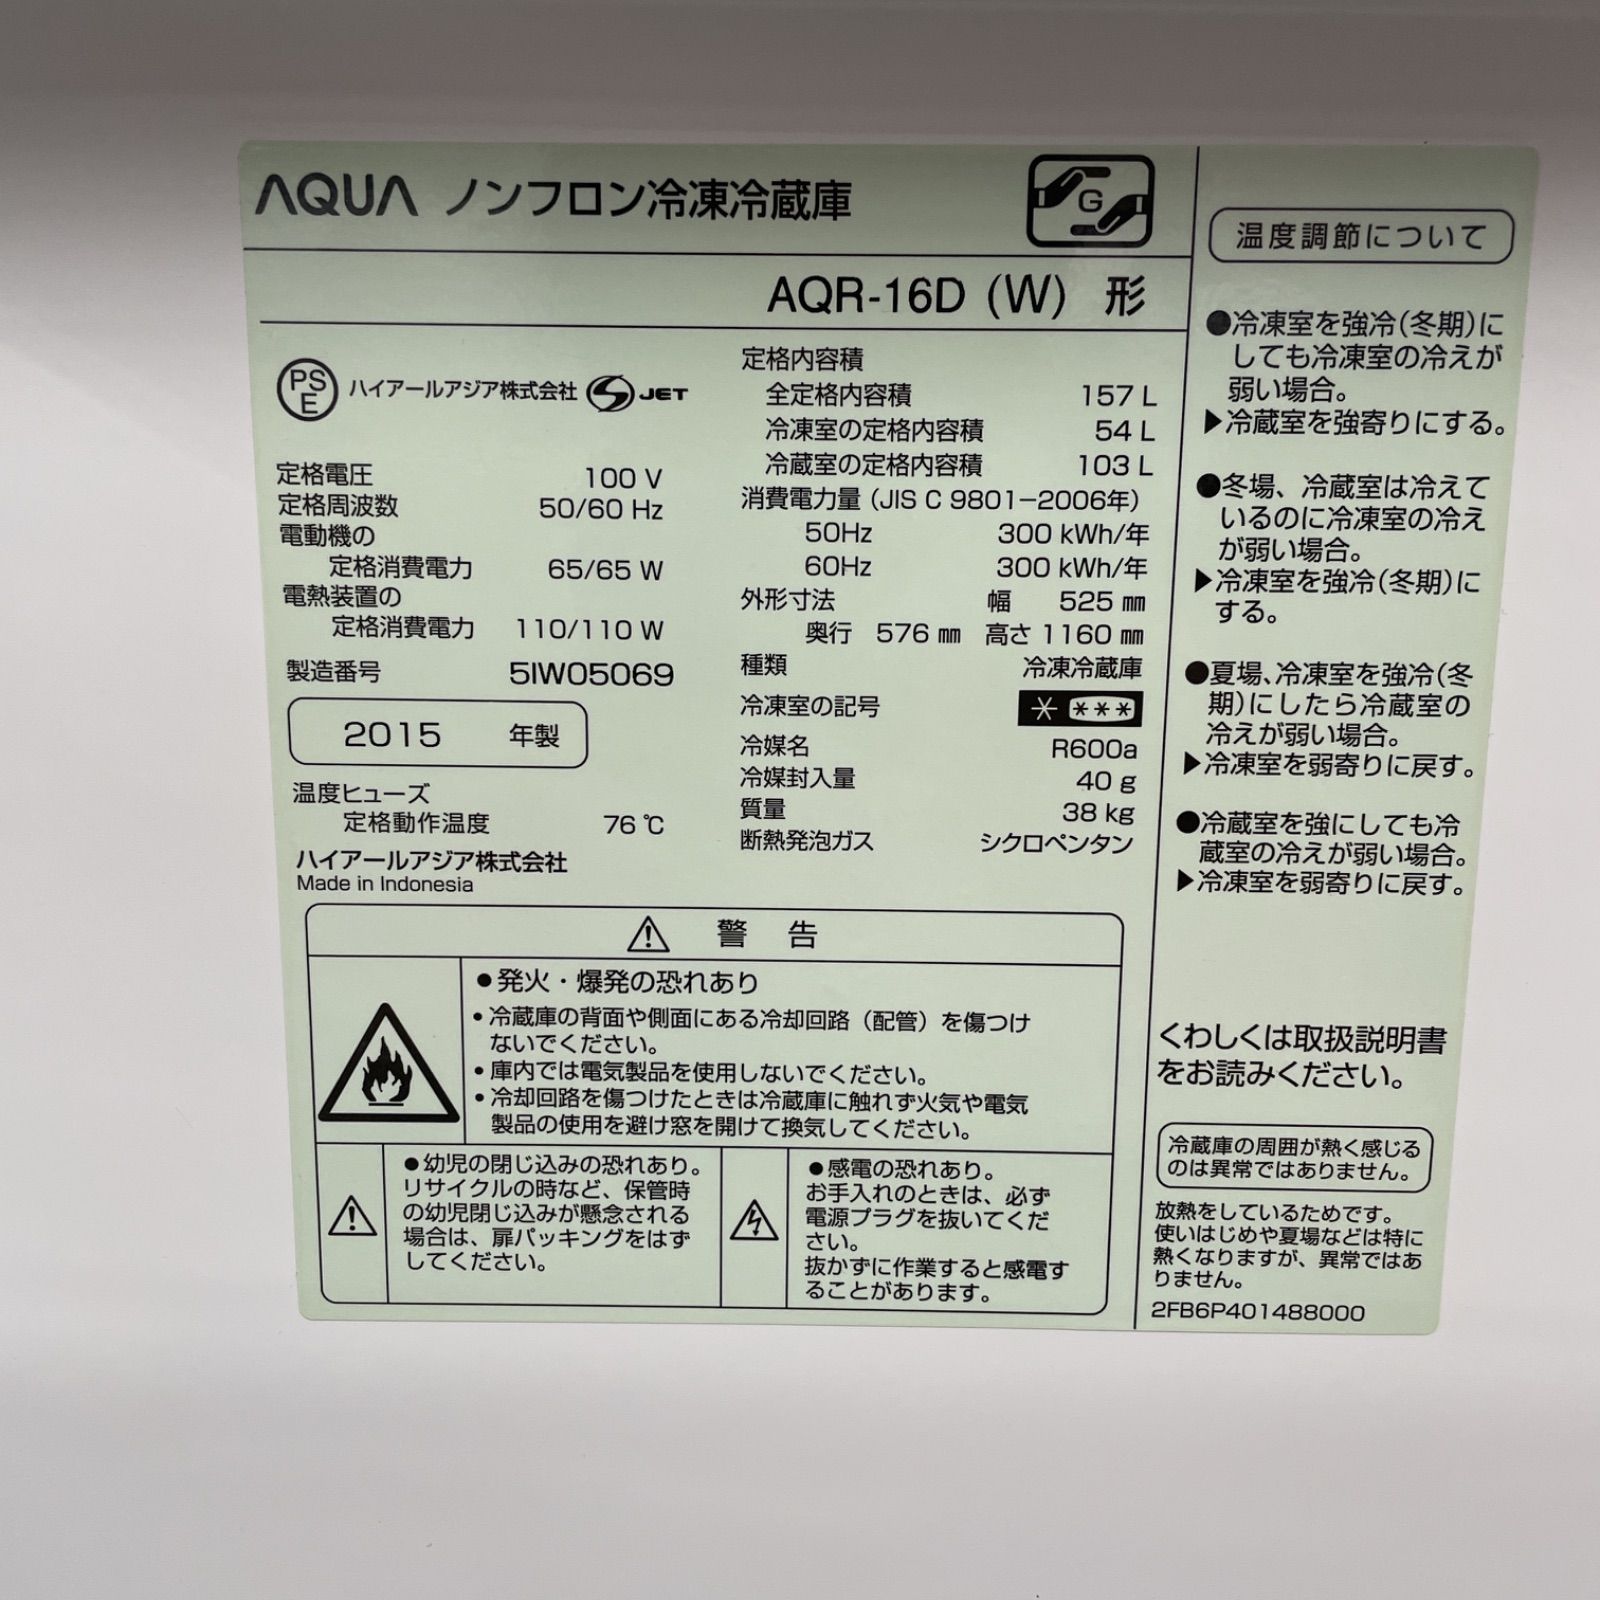 AQUA ノンフロン冷凍冷蔵庫
G
AQR-16D (W) 形
PS
E
ハイアールアジア株式会社 S JET
定格電圧 100 V
定格周波数 50/60 Hz
電動機の
定格消費電力 65/65 W
電熱装置の
定格消費電力 110/110 W
製造番号 5IW05069
2015 年製
温度ヒューズ
定格動作温度 76 ℃
ハイアールアジア株式会社
Made in Indonesia
定格内容積
全定格内容積 157 L
冷凍室の定格内容積 54 L
冷蔵室の定格内容積 103 L
消費電力量 (JIS C 9801-2006年)
50Hz 300 kWh/年
60Hz 300 kWh/年
外形寸法 幅 525 ㎜
奥行 576 ㎜ 高さ 1160 ㎜
種類 冷凍冷蔵庫
冷凍室の記号 * ***
冷媒名 R600a
冷媒封入量 40 g
質量 38 kg
断熱発泡ガス シクロペンタン
⚠ 警 告
●発火・爆発の恐れあり
・冷蔵庫の背面や側面にある冷却回路（配管）を傷つけ
ないでください。
・庫内では電気製品を使用しないでください。
・冷却回路を傷つけたときは冷蔵庫に触れず火気や電気
製品の使用を避け窓を開けて換気してください。
●幼児の閉じ込みの恐れあり。
リサイクルの時など、保管時
の幼児閉じ込みが懸念される
場合は、扉パッキングをはず
してください。
●感電の恐れあり。
お手入れのときは、必ず
電源プラグを抜いてくだ
さい。
抜かずに作業すると感電す
ることがあります。
温度調節について
●冷凍室を強冷(冬期)に
しても冷凍室の冷えが
弱い場合。
▶冷蔵室を強寄りにする。
●冬場、冷蔵室は冷えて
いるのに冷凍室の冷え
が弱い場合。
▶冷凍室を強冷(冬期)に
する。
●夏場、冷凍室を強冷(冬
期)にしたら冷蔵室の
冷えが弱い場合。
▶冷凍室を弱寄りに戻す。
●冷蔵室を強にしても冷
蔵室の冷えが弱い場合。
▶冷凍室を弱寄りに戻す。
くわしくは取扱説明書
をお読みください。
冷蔵庫の周囲が熱く感じる
のは異常ではありません。
放熱をしているためです。
使いはじめや夏場などは特に
熱くなりますが、異常ではあ
りません。
2FB6P401488000